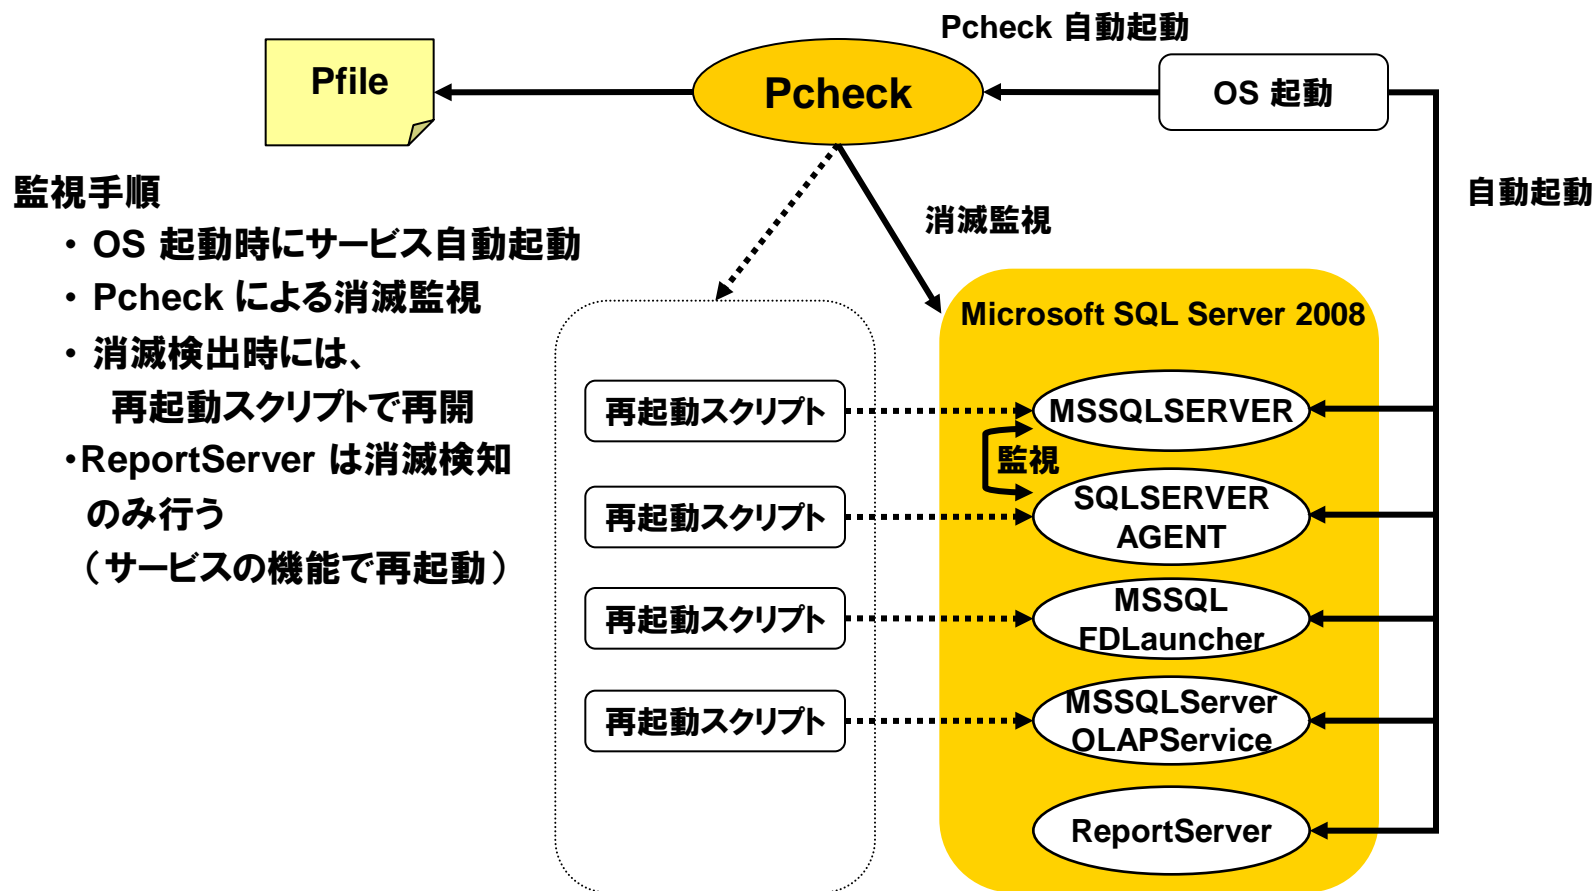 Pcheck 自動起動
Pfile
Pcheck
OS 起動
自動起動
監視手順
・ OS 起動時にサービス自動起動
・ Pcheck による消滅監視
・ 消滅検出時には、
再起動スクリプトで再開
・ReportServer は消滅検知
のみ行う
（サービスの機能で再起動）
消滅監視
Microsoft SQL Server 2008
再起動スクリプト
MSSQLSERVER
監視
再起動スクリプト
SQLSERVER
AGENT
再起動スクリプト
MSSQL
FDLauncher
再起動スクリプト
MSSQLServer
OLAPService
ReportServer